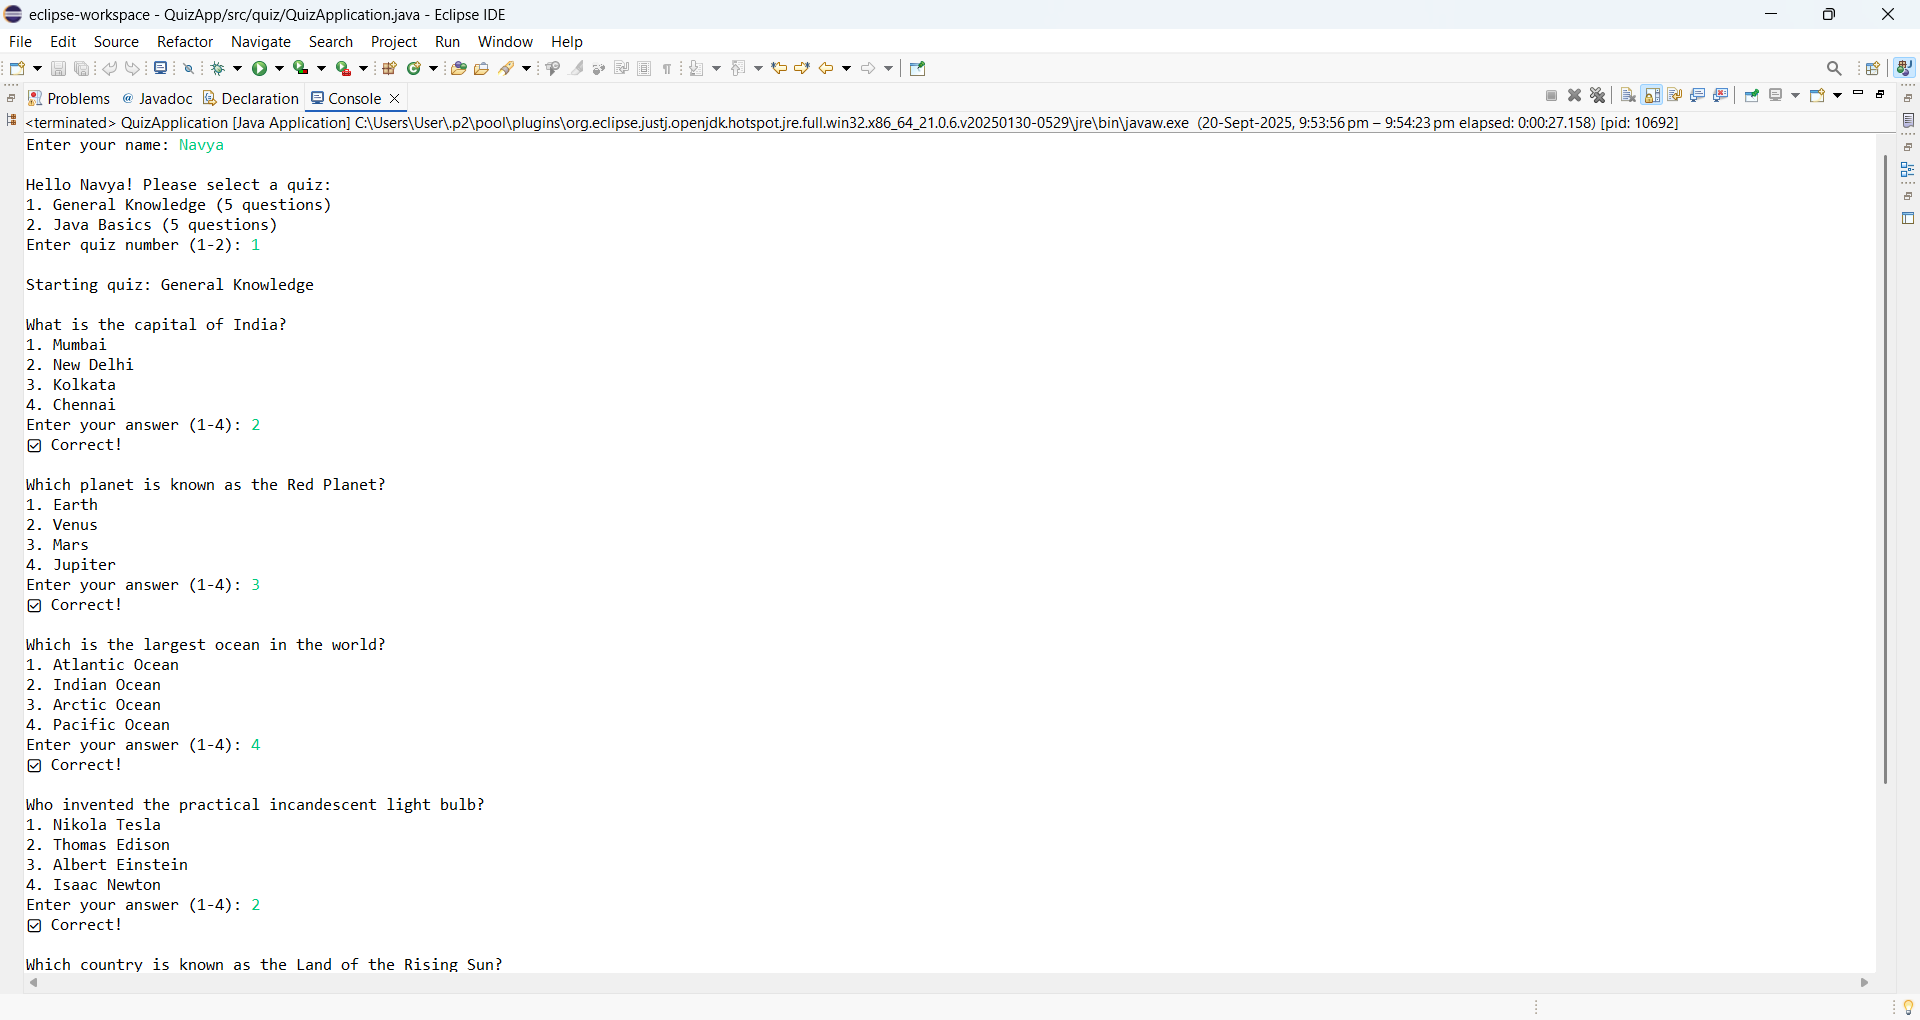 eclipse-workspace - QuizApp/src/quiz/QuizApplication.java - Eclipse IDE
File Edit Source Refactor Navigate Search Project Run Window Help
Problems @ Javadoc Declaration Console
<terminated> QuizApplication [Java Application] C:\Users\User\.p2\pool\plugins\org.eclipse.justj.openjdk.hotspot.jre.full.win32.x86_64_21.0.6.v20250130-0529\jre\bin\javaw.exe (20-Sept-2025, 9:53:56 pm – 9:54:23 pm elapsed: 0:00:27.158) [pid: 10692]
Enter your name: Navya
Hello Navya! Please select a quiz:
1. General Knowledge (5 questions)
2. Java Basics (5 questions)
Enter quiz number (1-2): 1
Starting quiz: General Knowledge
What is the capital of India?
1. Mumbai
2. New Delhi
3. Kolkata
4. Chennai
Enter your answer (1-4): 2
☑ Correct!
Which planet is known as the Red Planet?
1. Earth
2. Venus
3. Mars
4. Jupiter
Enter your answer (1-4): 3
☑ Correct!
Which is the largest ocean in the world?
1. Atlantic Ocean
2. Indian Ocean
3. Arctic Ocean
4. Pacific Ocean
Enter your answer (1-4): 4
☑ Correct!
Who invented the practical incandescent light bulb?
1. Nikola Tesla
2. Thomas Edison
3. Albert Einstein
4. Isaac Newton
Enter your answer (1-4): 2
☑ Correct!
Which country is known as the Land of the Rising Sun?